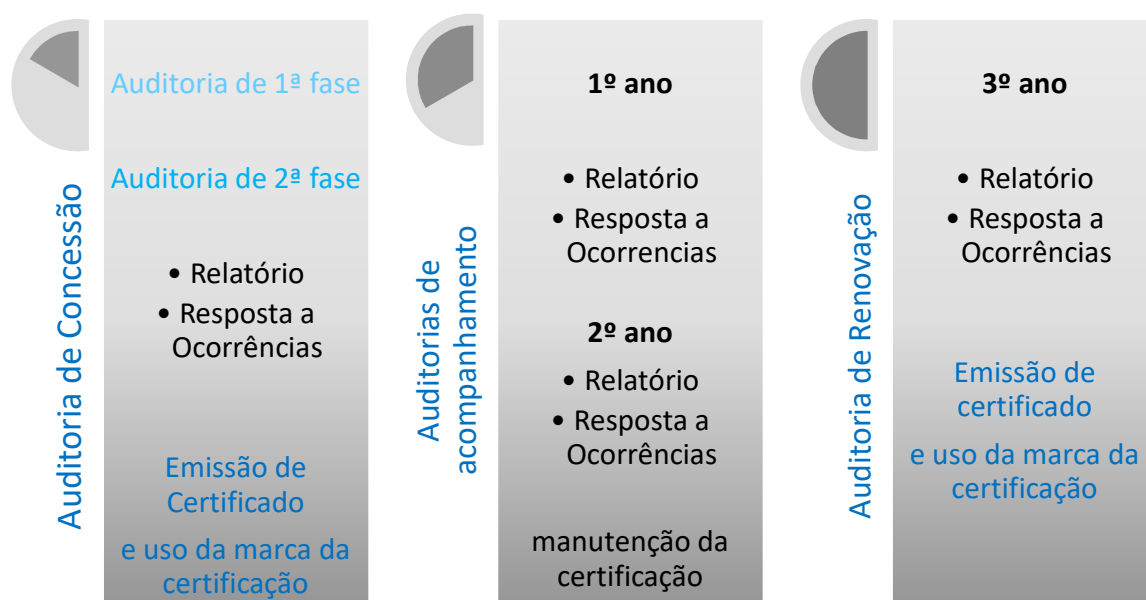 Auditoria de Concessão
Auditoria de 1ª fase
Auditoria de 2ª fase
• Relatório
• Resposta a
Ocorrências
Emissão de
Certificado
e uso da marca da
certificação
Auditorias de
acompanhamento
1º ano
• Relatório
• Resposta a
Ocorrencias
2º ano
• Relatório
• Resposta a
Ocorrências
manutenção da
certificação
Auditoria de Renovação
3º ano
• Relatório
• Resposta a
Ocorrências
Emissão de
certificado
e uso da marca da
certificação